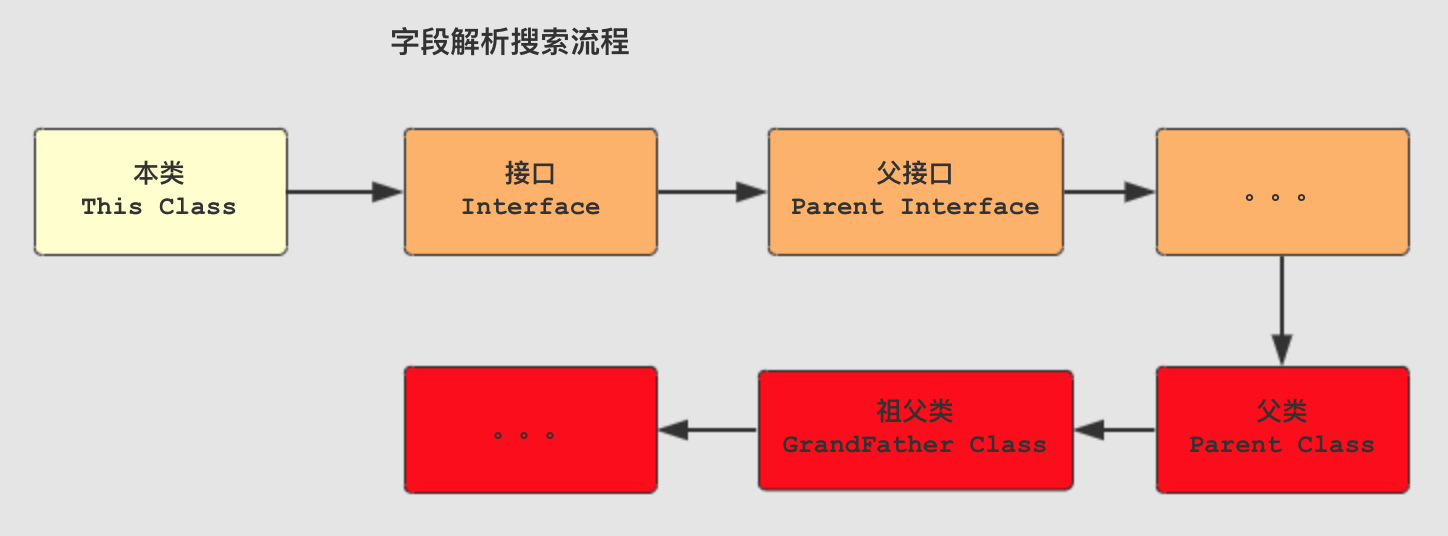 字段解析搜索流程
本类
This Class
接口
Interface
父接口
Parent Interface
。。。
父类
Parent Class
祖父类
GrandFather Class
。。。